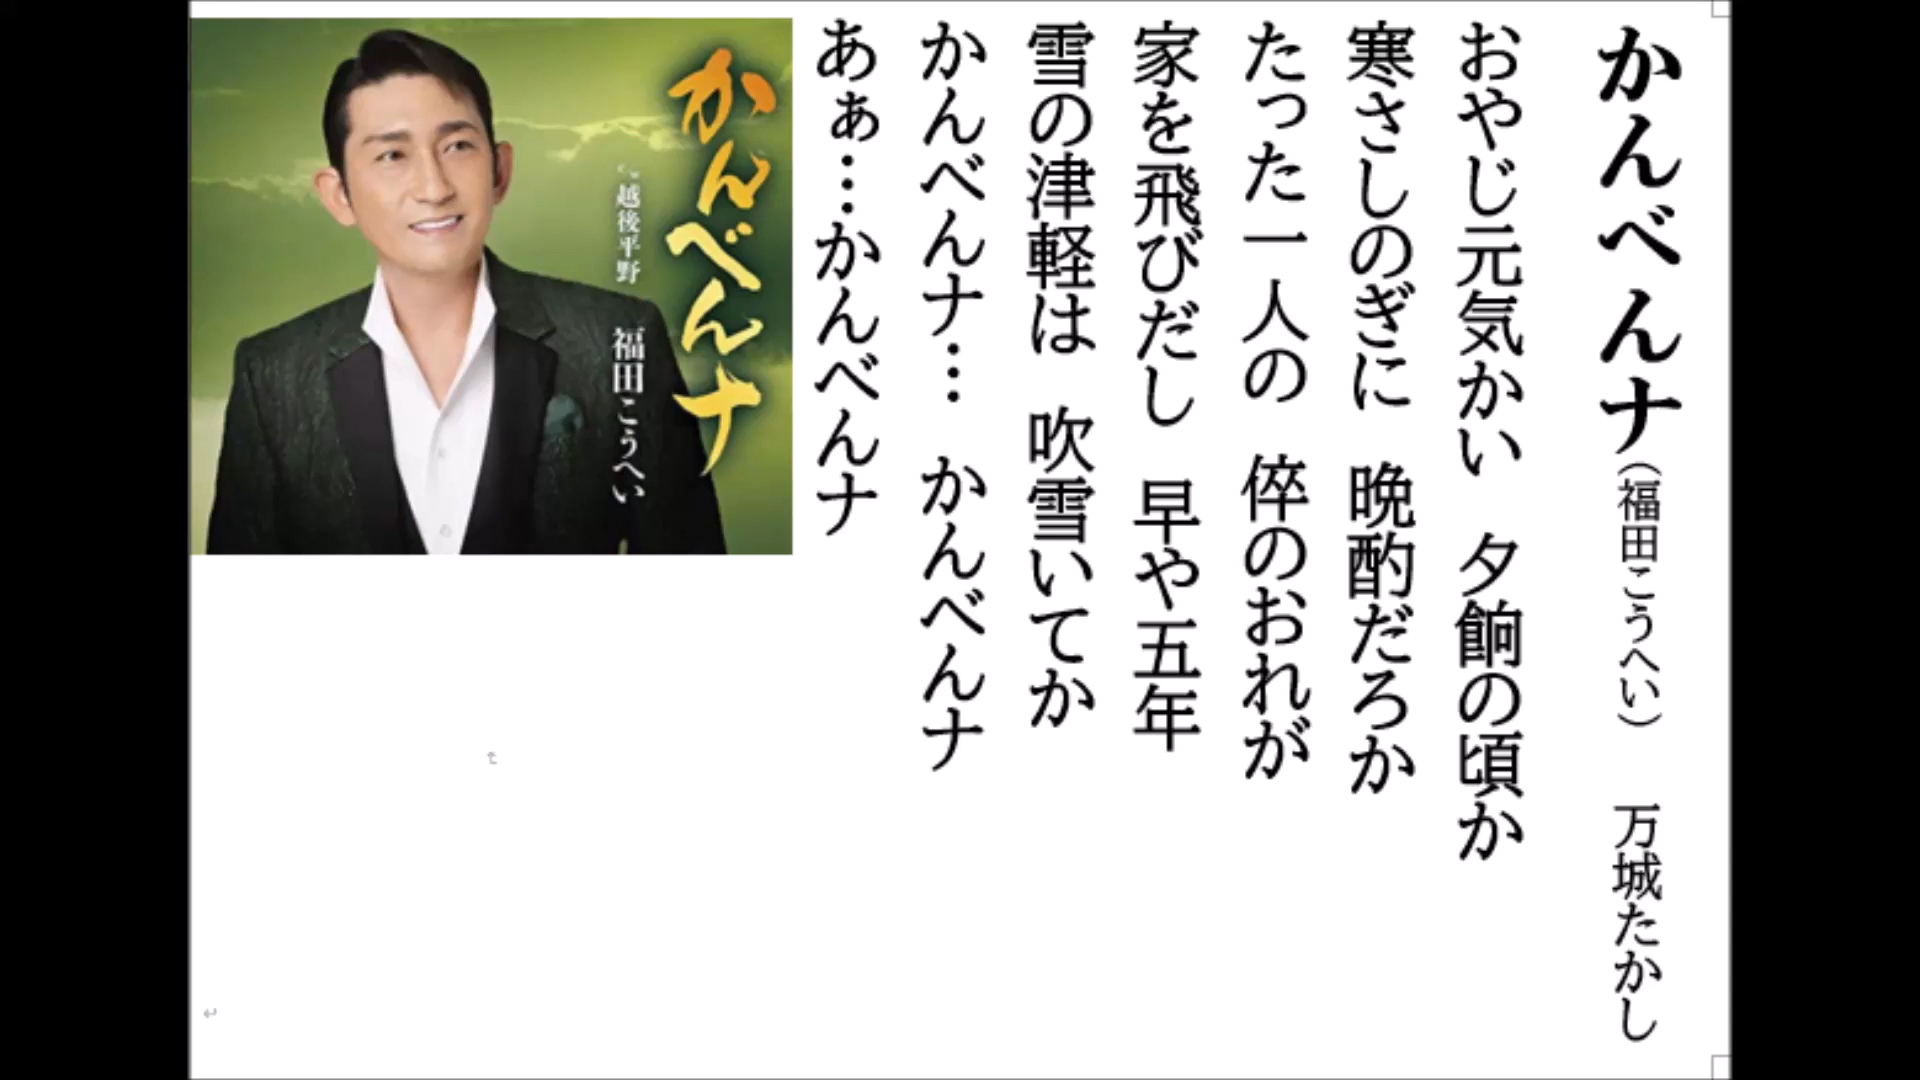 かんべんナ(福田こうへい) 万城たかし
おやじ元気かい 夕餉の頃か
寒さしのぎに 晩酌だろか
たった一人の 倅のおれが
家を飛びだし 早や五年
雪の津軽は 吹雪いてか
かんべんナ… かんべんナ
あぁ…かんべんナ
かんべんナ
越後平野
福田こうへい